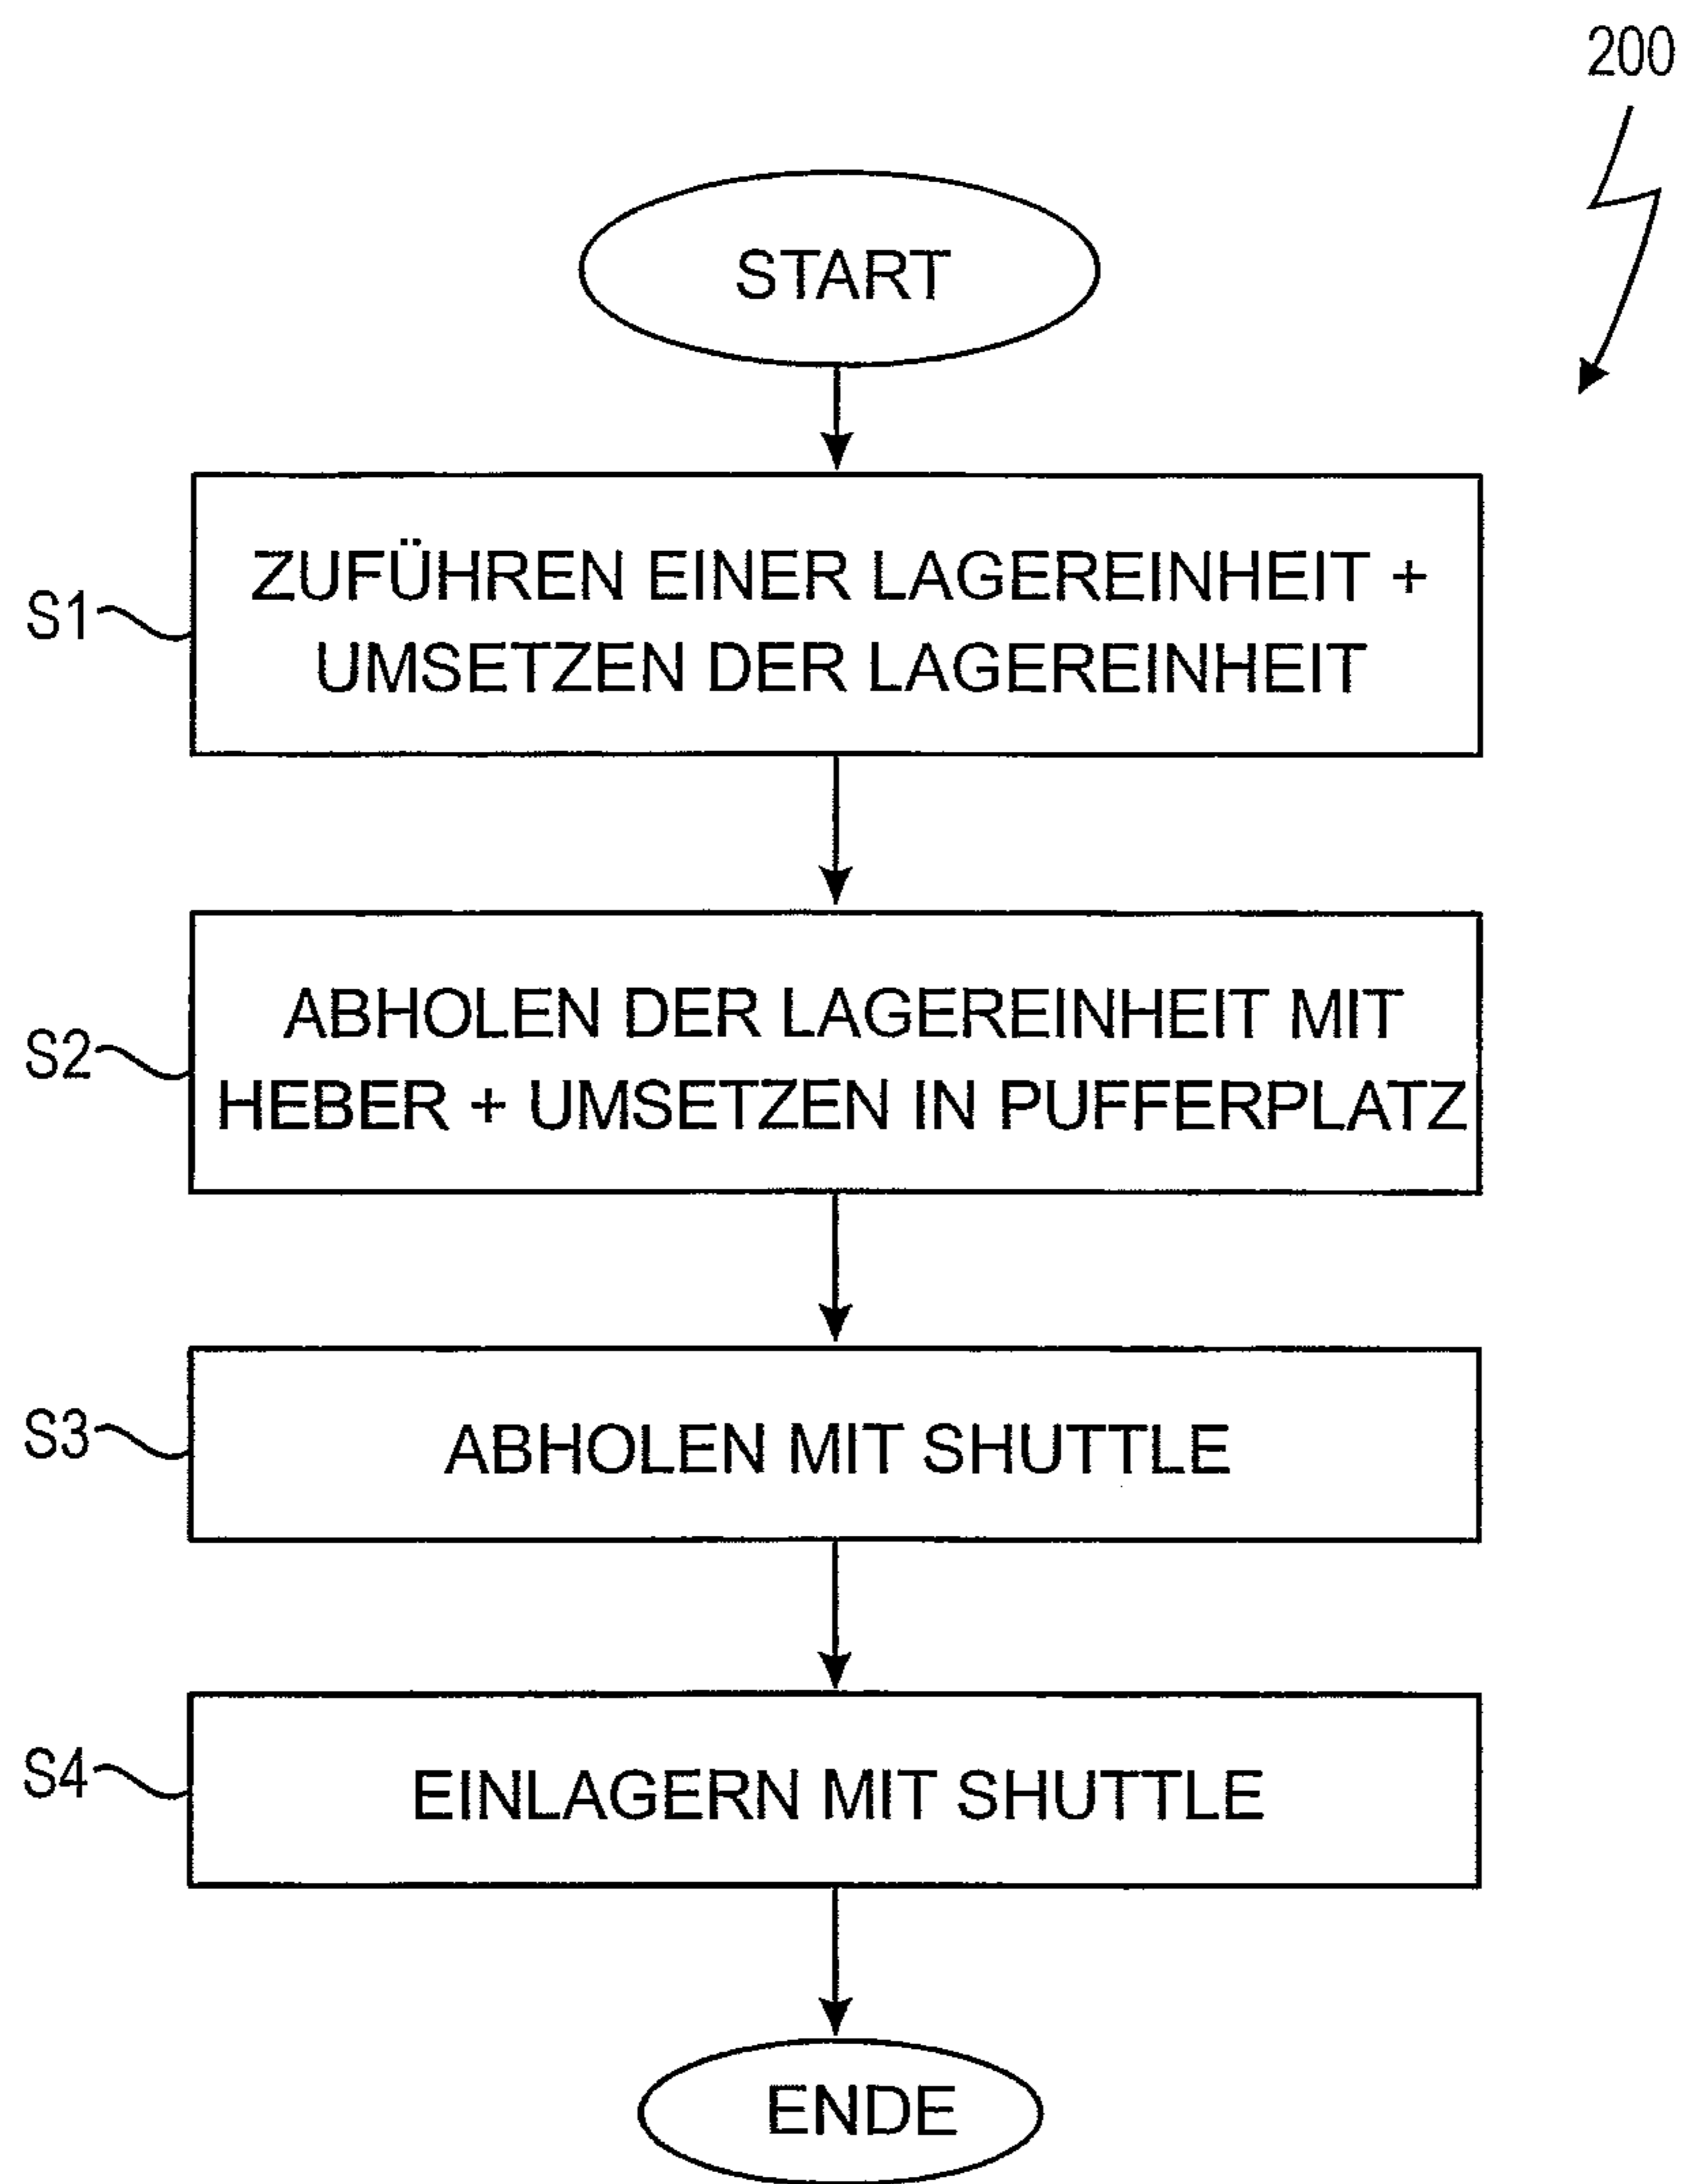 200
START
S1
ZUFÜHREN EINER LAGEREINHEIT +
UMSETZEN DER LAGEREINHEIT
S2
ABHOLEN DER LAGEREINHEIT MIT
HEBER + UMSETZEN IN PUFFERPLATZ
S3
ABHOLEN MIT SHUTTLE
S4
EINLAGERN MIT SHUTTLE
ENDE